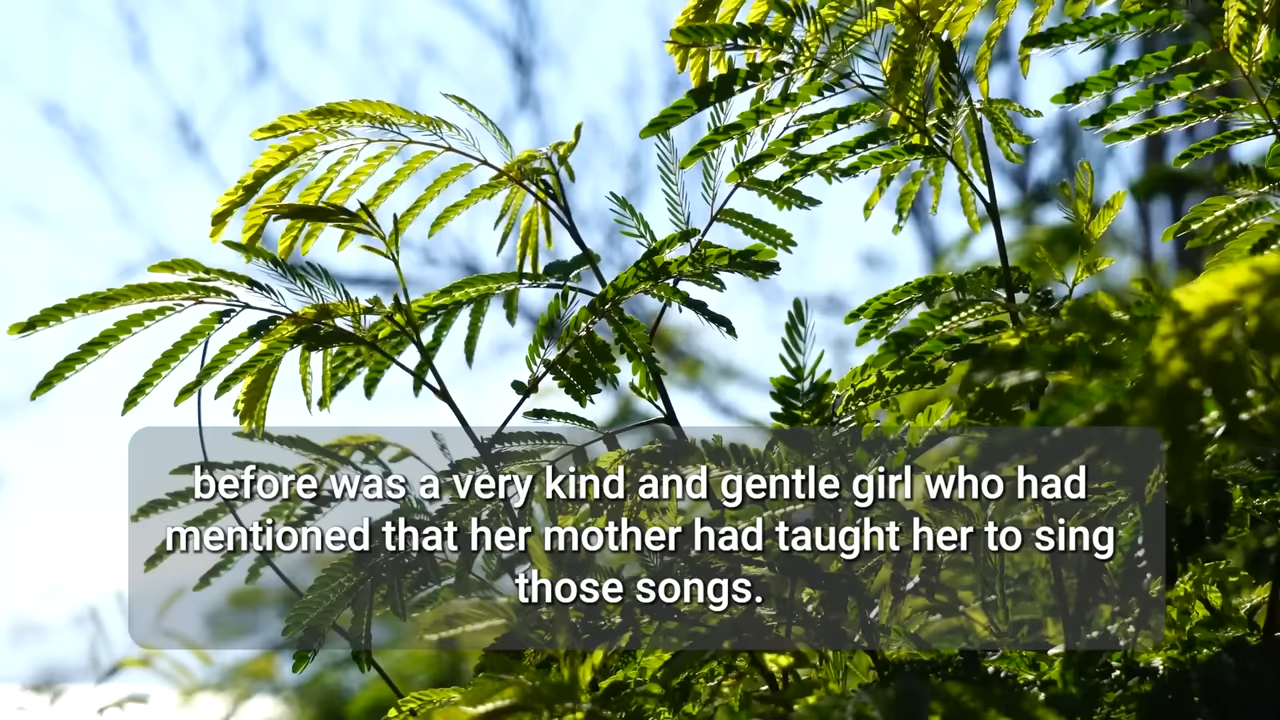 before was a very kind and gentle girl who had
mentioned that her mother had taught her to sing
those songs.